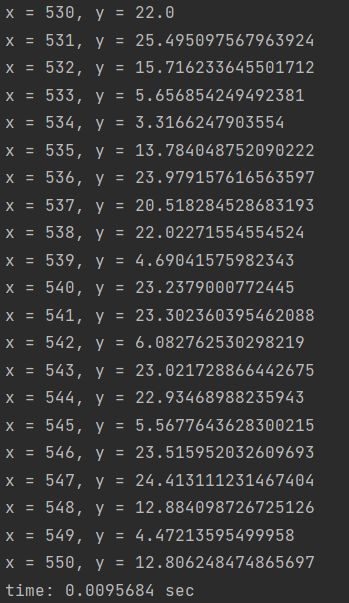 x = 530, y = 22.0
x = 531, y = 25.495097567963924
x = 532, y = 15.716233645501712
x = 533, y = 5.656854249492381
x = 534, y = 3.3166247903554
x = 535, y = 13.784048752090222
x = 536, y = 23.979157616563597
x = 537, y = 20.518284528683193
x = 538, y = 22.02271554554524
x = 539, y = 4.69041575982343
x = 540, y = 23.2379000772445
x = 541, y = 23.302360395462088
x = 542, y = 6.082762530298219
x = 543, y = 23.021728866442675
x = 544, y = 22.93468988235943
x = 545, y = 5.5677643628300215
x = 546, y = 23.515952032609693
x = 547, y = 24.413111231467404
x = 548, y = 12.884098726725126
x = 549, y = 4.47213595499958
x = 550, y = 12.806248474865697
time: 0.0095684 sec